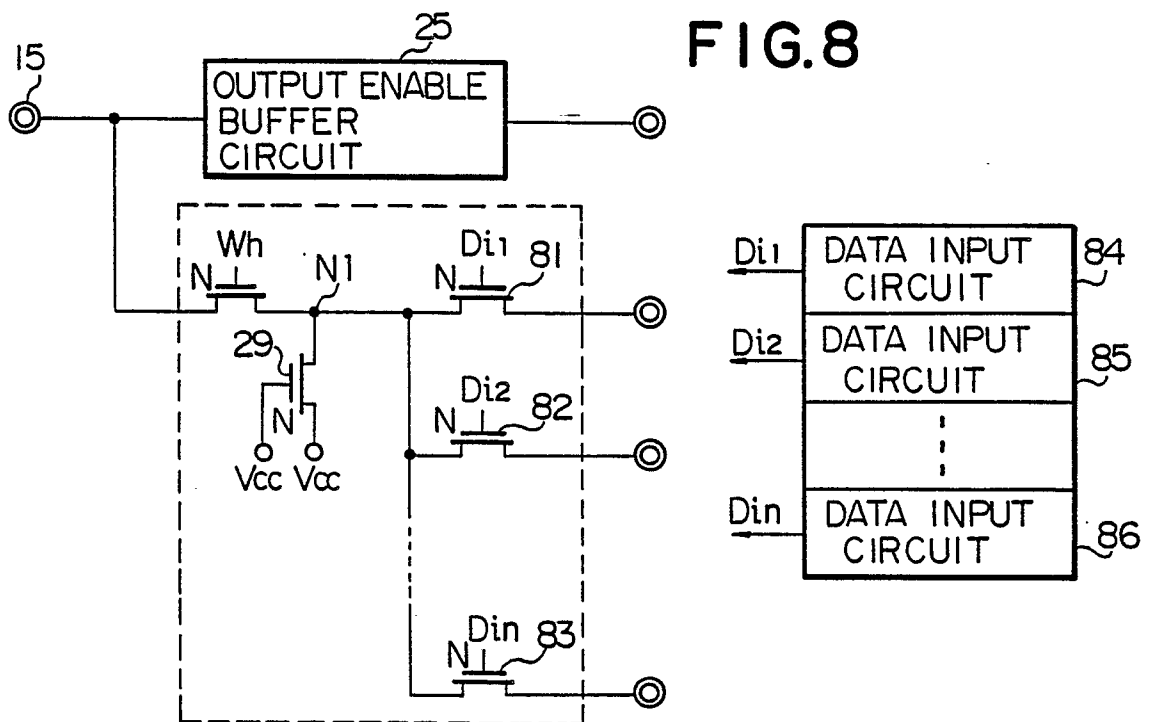 FIG.8
15
25
OUTPUT ENABLE
BUFFER
CIRCUIT
Wh
N
N1
Di1
N
81
29
N
Vcc Vcc
Di2
N
82
Din
N
83
Di1
DATA INPUT
CIRCUIT
84
Di2
DATA INPUT
CIRCUIT
85
Din
DATA INPUT
CIRCUIT
86